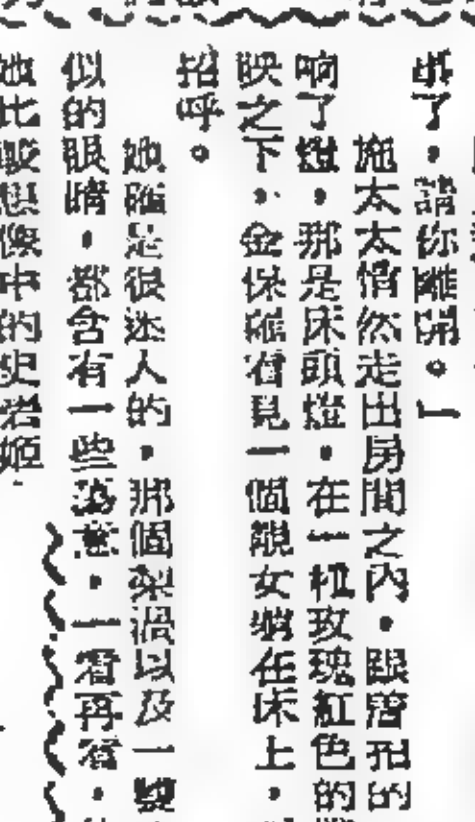 了，請你離開。」
施太太悄然走出房間之內，跟着的
响了燈，那是床頭燈，在一種玫瑰紅色的
映之下，金保羅看見一個靚女躺在床上，
招呼。
她確是很迷人的，那個梨渦以及一雙
似的眼睛，都含有一些蕩意，一看再看，
她比較想像中的史岩姬